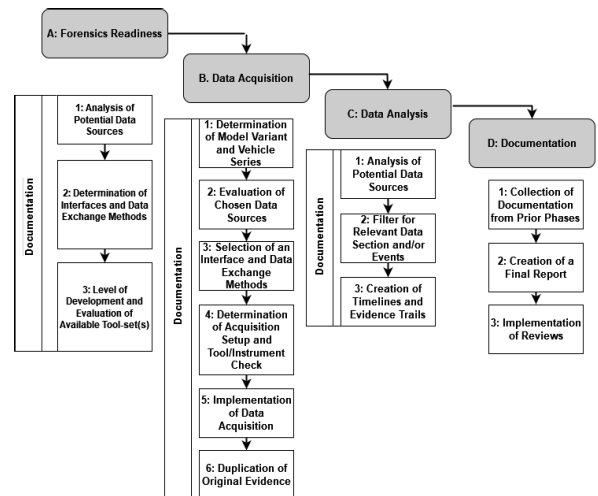 A: Forensics Readiness
B. Data Acquisition
C: Data Analysis
D: Documentation
Documentation
1: Analysis of
Potential Data
Sources
2: Determination of
Interfaces and Data
Exchange Methods
3: Level of
Development and
Evaluation of
Available Tool-set(s)
Documentation
1: Determination
of Model Variant
and Vehicle
Series
2: Evaluation of
Chosen Data
Sources
3: Selection of an
Interface and Data
Exchange
Methods
4: Determination
of Acquisition
Setup and
Tool/Instrument
Check
5: Implementation
of Data
Acquisition
6: Duplication of
Original Evidence
Documentation
1: Analysis of
Potential Data
Sources
2: Filter for
Relevant Data
Section and/or
Events
3: Creation of
Timelines and
Evidence Trails
1: Collection of
Documentation
from Prior Phases
2: Creation of a
Final Report
3: Implementation
of Reviews